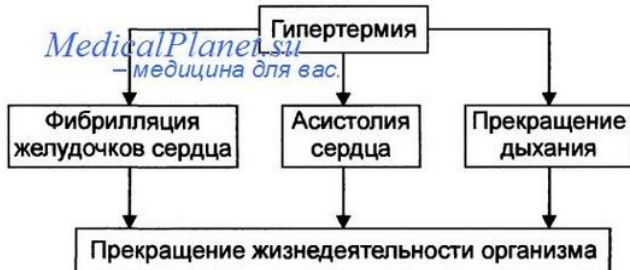 Гипертермия
MedicalPlanet.su
– медицина для вас.
Фибрилляция
желудочков сердца
Асистолия
сердца
Прекращение
дыхания
Прекращение жизнедеятельности организма